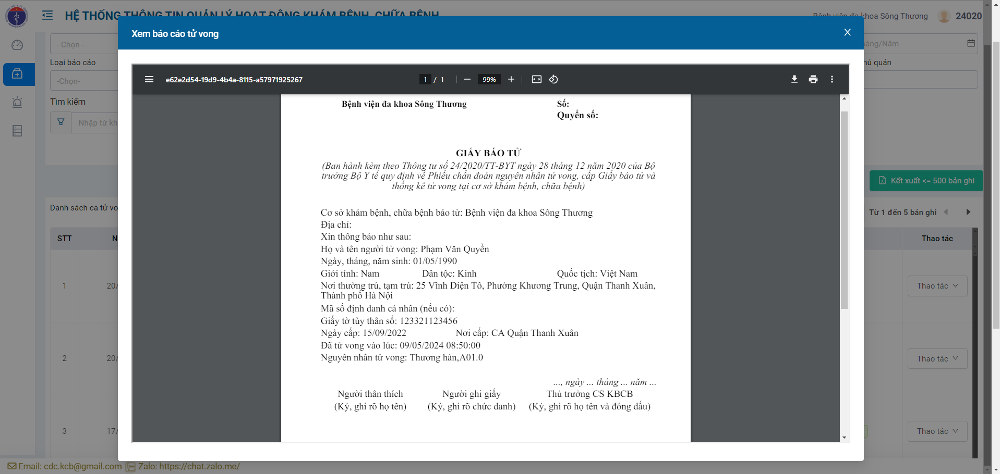 HỆ THỐNG THÔNG TIN QUẢN LÝ HOẠT ĐỘNG KHÁM BỆNH, CHỮA BỆNH
Bệnh viện đa khoa Sông Thương
24020
Xem báo cáo tử vong
- Chọn -
Loại báo cáo
-Chọn-
Tìm kiếm
Nhập từ kh
áng/Năm
hủ quản
e62e2d54-19d9-4b4a-8115-a57971925267
1 / 1
99%
Bệnh viện đa khoa Sông Thương
Số:
Quyển số:
GIẤY BÁO TỬ
(Ban hành kèm theo Thông tư số 24/2020/TT-BYT ngày 28 tháng 12 năm 2020 của Bộ
trưởng Bộ Y tế quy định về Phiếu chẩn đoán nguyên nhân tử vong, cấp Giấy báo tử và
thống kê tử vong tại cơ sở khám bệnh, chữa bệnh)
Cơ sở khám bệnh, chữa bệnh báo tử: Bệnh viện đa khoa Sông Thương
Địa chỉ:
Xin thông báo như sau:
Họ và tên người tử vong: Phạm Văn Quyền
Ngày, tháng, năm sinh: 01/05/1990
Giới tính: Nam Dân tộc: Kinh Quốc tịch: Việt Nam
Nơi thường trú, tạm trú: 25 Vĩnh Diện Tô, Phường Khương Trung, Quận Thanh Xuân,
Thành phố Hà Nội
Mã số định danh cá nhân (nếu có):
Giấy tờ tùy thân số: 123321123456
Ngày cấp: 15/09/2022 Nơi cấp: CA Quận Thanh Xuân
Đã tử vong vào lúc: 09/05/2024 08:50:00
Nguyên nhân tử vong: Thương hàn,A01.0
..., ngày ... tháng ... năm ...
Người thân thích Người ghi giấy Thủ trưởng CS KBCB
(Ký, ghi rõ họ tên) (Ký, ghi rõ chức danh) (Ký, ghi rõ họ tên và đóng dấu)
Kết xuất <= 500 bản ghi
Danh sách ca tử vo
Từ 1 đến 5 bản ghi
STT N Thao tác
1 20/ Thao tác
2 20/ Thao tác
3 17/ Thao tác
Email: cdc.kcb@gmail.com Zalo: https://chat.zalo.me/